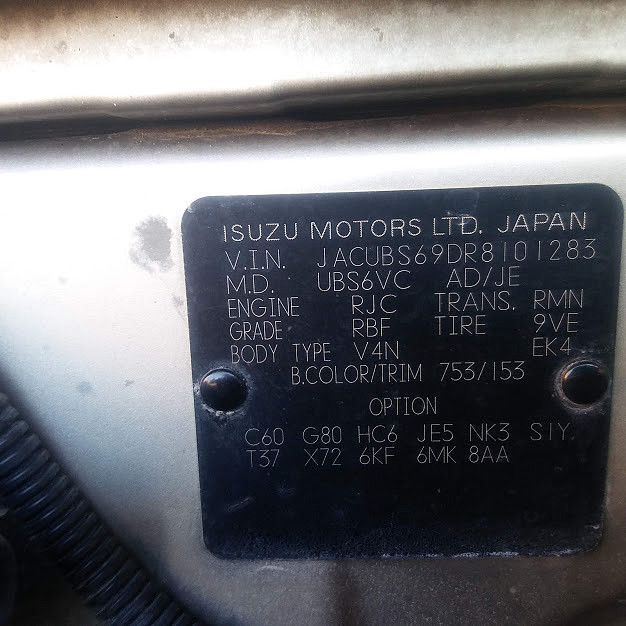 ISUZU MOTORS LTD. JAPAN
V.I.N. JACUBS69DR8101283
M.D. UBS6VC AD/JE
ENGINE RJC TRANS. RMN
GRADE RBF TIRE 9VE
BODY TYPE V4N EK4
B.COLOR/TRIM 753/153
OPTION
C60 G80 HC6 JE5 NK3 SIY
T37 X72 6KF 6MK 8AA